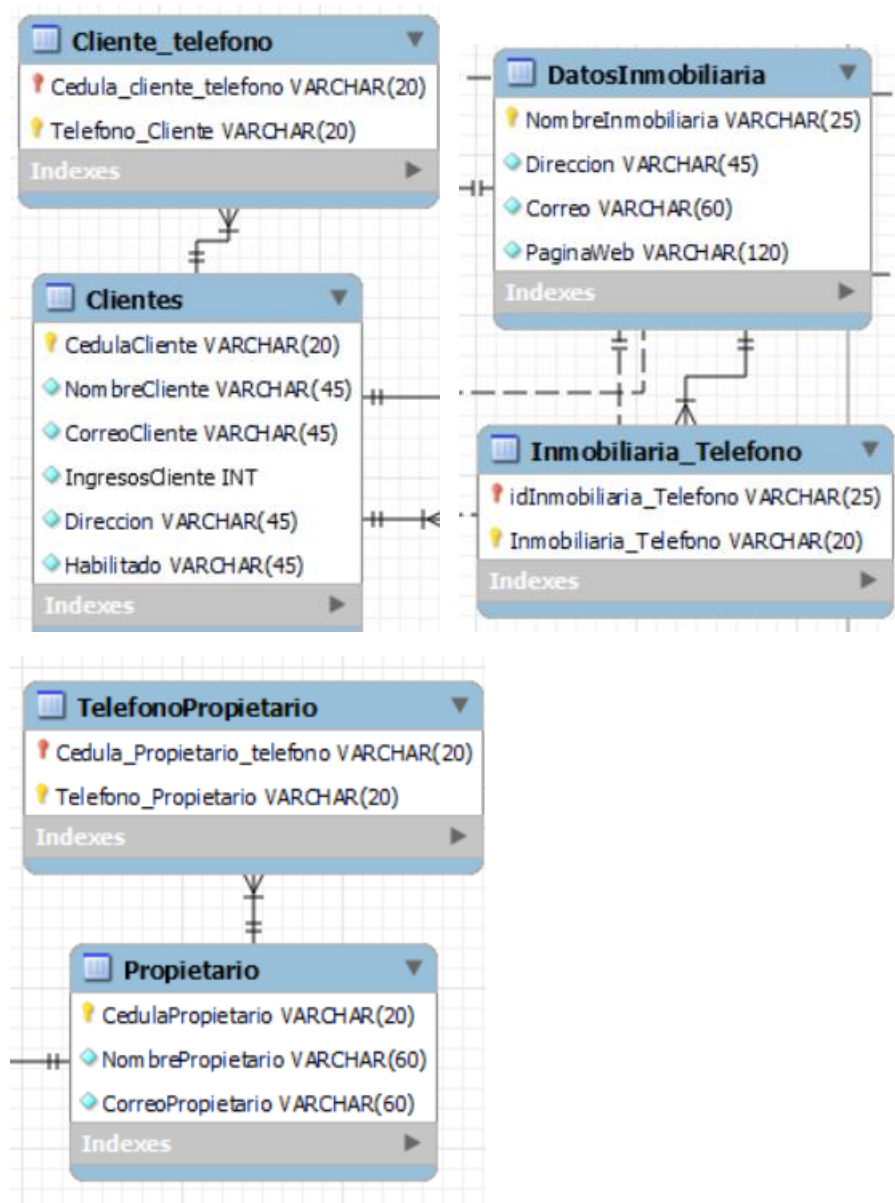 Cliente_telefono
Cedula_cliente_telefono VARCHAR(20)
Telefono_Cliente VARCHAR(20)
Indexes
Clientes
CedulaCliente VARCHAR(20)
NombreCliente VARCHAR(45)
CorreoCliente VARCHAR(45)
IngresosCliente INT
Direccion VARCHAR(45)
Habilitado VARCHAR(45)
Indexes
DatosInmobiliaria
NombreInmobiliaria VARCHAR(25)
Direccion VARCHAR(45)
Correo VARCHAR(60)
PaginaWeb VARCHAR(120)
Indexes
Inmobiliaria_Telefono
idInmobiliaria_Telefono VARCHAR(25)
Inmobiliaria_Telefono VARCHAR(20)
Indexes
TelefonoPropietario
Cedula_Propietario_telefono VARCHAR(20)
Telefono_Propietario VARCHAR(20)
Indexes
Propietario
CedulaPropietario VARCHAR(20)
NombrePropietario VARCHAR(60)
CorreoPropietario VARCHAR(60)
Indexes